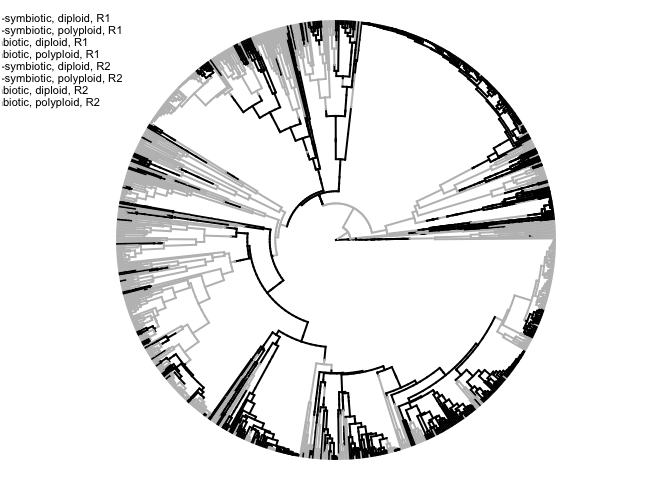 -symbiotic, diploid, R1
-symbiotic, polyploid, R1
biotic, diploid, R1
biotic, polyploid, R1
-symbiotic, diploid, R2
-symbiotic, polyploid, R2
biotic, diploid, R2
biotic, polyploid, R2